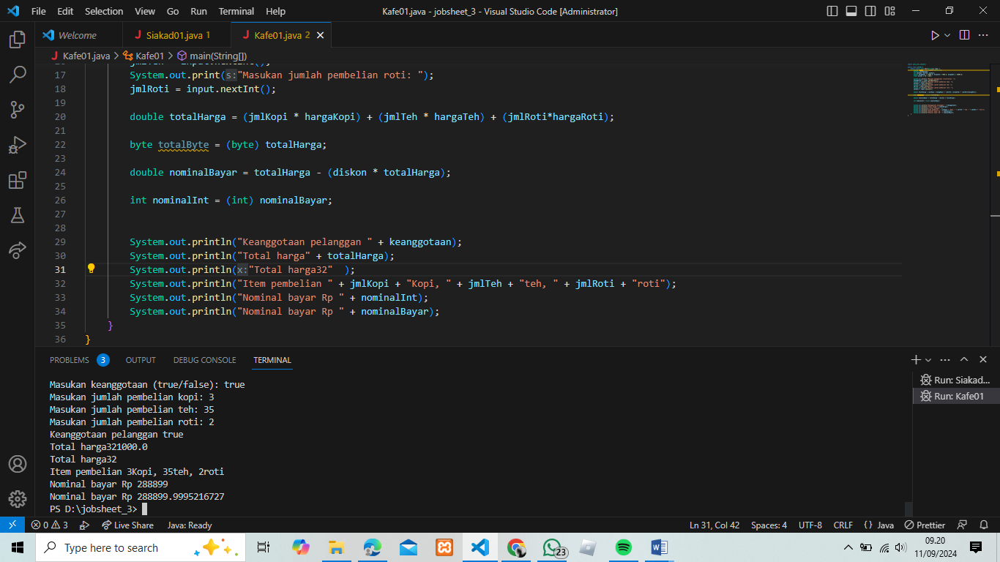 File Edit Selection View Go Run Terminal Help Kafe01.java - jobsheet_3 - Visual Studio Code [Administrator]
Welcome Siakad01.java 1 Kafe01.java 2
Kafe01.java > Kafe01 > main(String[])
17 System.out.print(s:"Masukan jumlah pembelian roti: ");
18 jmlRoti = input.nextInt();
19
20 double totalHarga = (jmlKopi * hargaKopi) + (jmlTeh * hargaTeh) + (jmlRoti*hargaRoti);
21
22 byte totalByte = (byte) totalHarga;
23
24 double nominalBayar = totalHarga - (diskon * totalHarga);
25
26 int nominalInt = (int) nominalBayar;
27
28
29 System.out.println("Keanggotaan pelanggan " + keanggotaan);
30 System.out.println("Total harga" + totalHarga);
31 System.out.println(x:"Total harga32"  );
32 System.out.println("Item pembelian " + jmlKopi + "Kopi, " + jmlTeh + "teh, " + jmlRoti + "roti");
33 System.out.println("Nominal bayar Rp " + nominalInt);
34 System.out.println("Nominal bayar Rp " + nominalBayar);
35 }
36 }
PROBLEMS 3 OUTPUT DEBUG CONSOLE TERMINAL
Masukan keanggotaan (true/false): true
Masukan jumlah pembelian kopi: 3
Masukan jumlah pembelian teh: 35
Masukan jumlah pembelian roti: 2
Keanggotaan pelanggan true
Total harga321000.0
Total harga32
Item pembelian 3Kopi, 35teh, 2roti
Nominal bayar Rp 288899
Nominal bayar Rp 288899.9995216727
PS D:\jobsheet_3>
Run: Siakad...
Run: Kafe01
0 3 Live Share Java: Ready Ln 31, Col 42 Spaces: 4 UTF-8 CRLF {} Java Prettier
Type here to search 23 09.20
11/09/2024